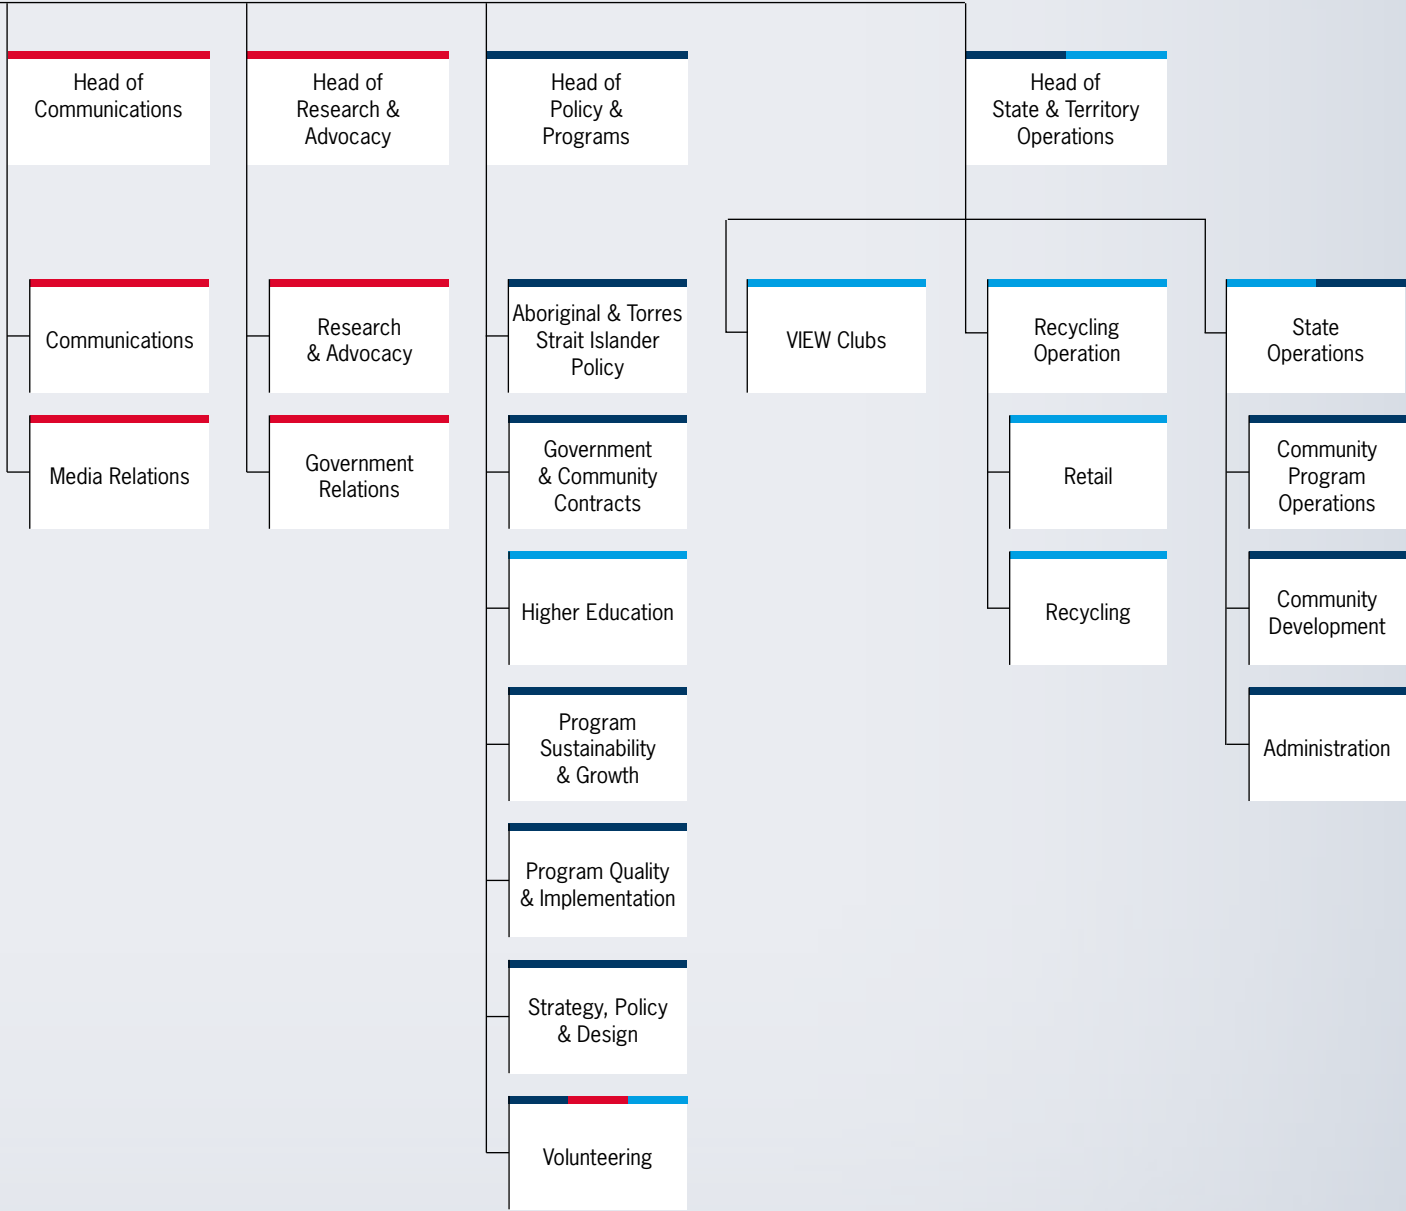 Head of
Communications
Head of
Research &
Advocacy
Head of
Policy &
Programs
Head of
State & Territory
Operations
Communications
Media Relations
Research
& Advocacy
Government
Relations
Aboriginal & Torres
Strait Islander
Policy
Government
& Community
Contracts
Higher Education
Program
Sustainability
& Growth
Program Quality
& Implementation
Strategy, Policy
& Design
Volunteering
VIEW Clubs
Recycling
Operation
Retail
Recycling
State
Operations
Community
Program
Operations
Community
Development
Administration